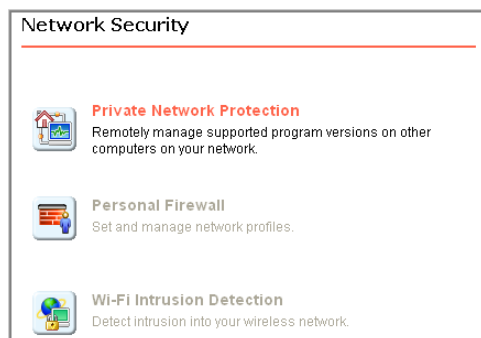 Network Security
Private Network Protection
Remotely manage supported program versions on other
computers on your network.
Personal Firewall
Set and manage network profiles.
Wi-Fi Intrusion Detection
Detect intrusion into your wireless network.